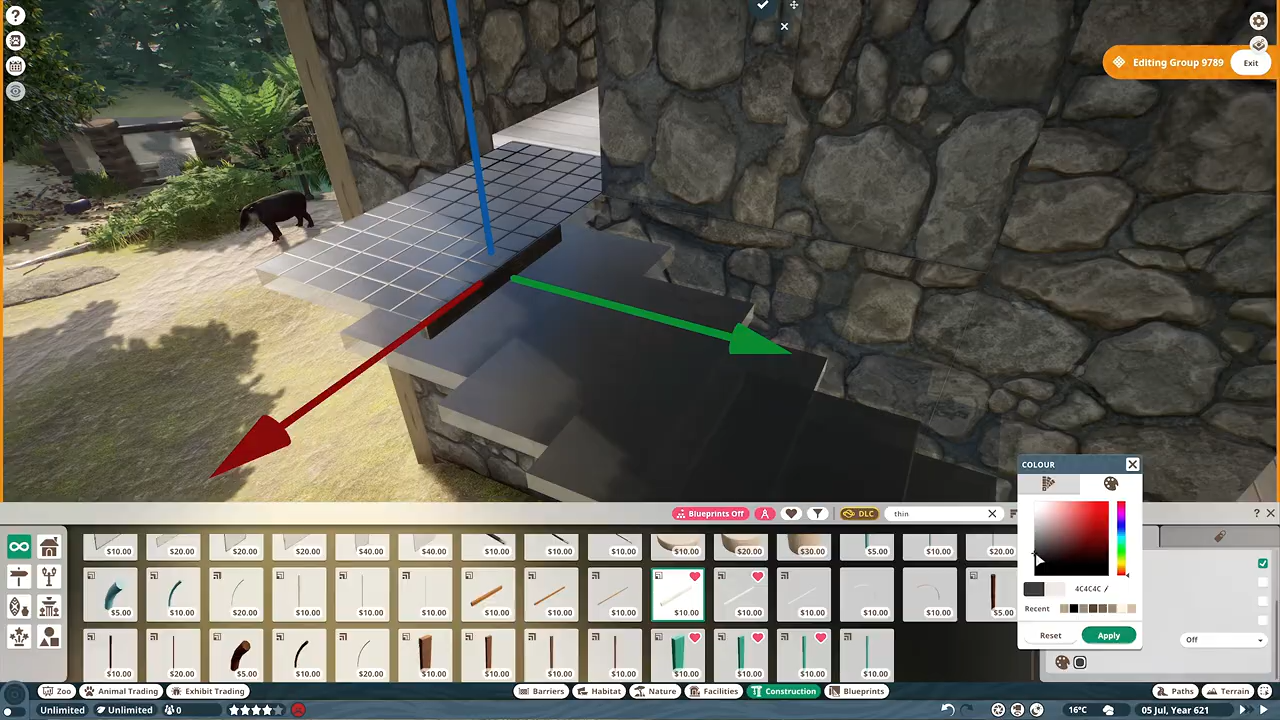 ?
Editing Group 9789
Exit
Blueprints Off
A
DLC
thin
? X
COLOUR
$10.00 $20.00 $20.00 $20.00 $40.00 $40.00 $10.00 $10.00 $10.00 $10.00 $20.00 $30.00 $5.00 $10.00 $20.00
$5.00 $10.00 $20.00 $10.00 $10.00 $10.00 $10.00 $10.00 $10.00 $10.00 $10.00 $10.00 $20.00 $10.00 $5.00
$10.00 $20.00 $10.00 $10.00 $20.00 $10.00 $10.00 $10.00 $10.00 $10.00 $10.00 $10.00 $10.00
4C4C4C
Recent
Reset
Apply
Off
Zoo
Animal Trading
Exhibit Trading
Barriers
Habitat
Nature
Facilities
Construction
Blueprints
Paths
Terrain
Unlimited
Unlimited
0
16°C
05 Jul, Year 621